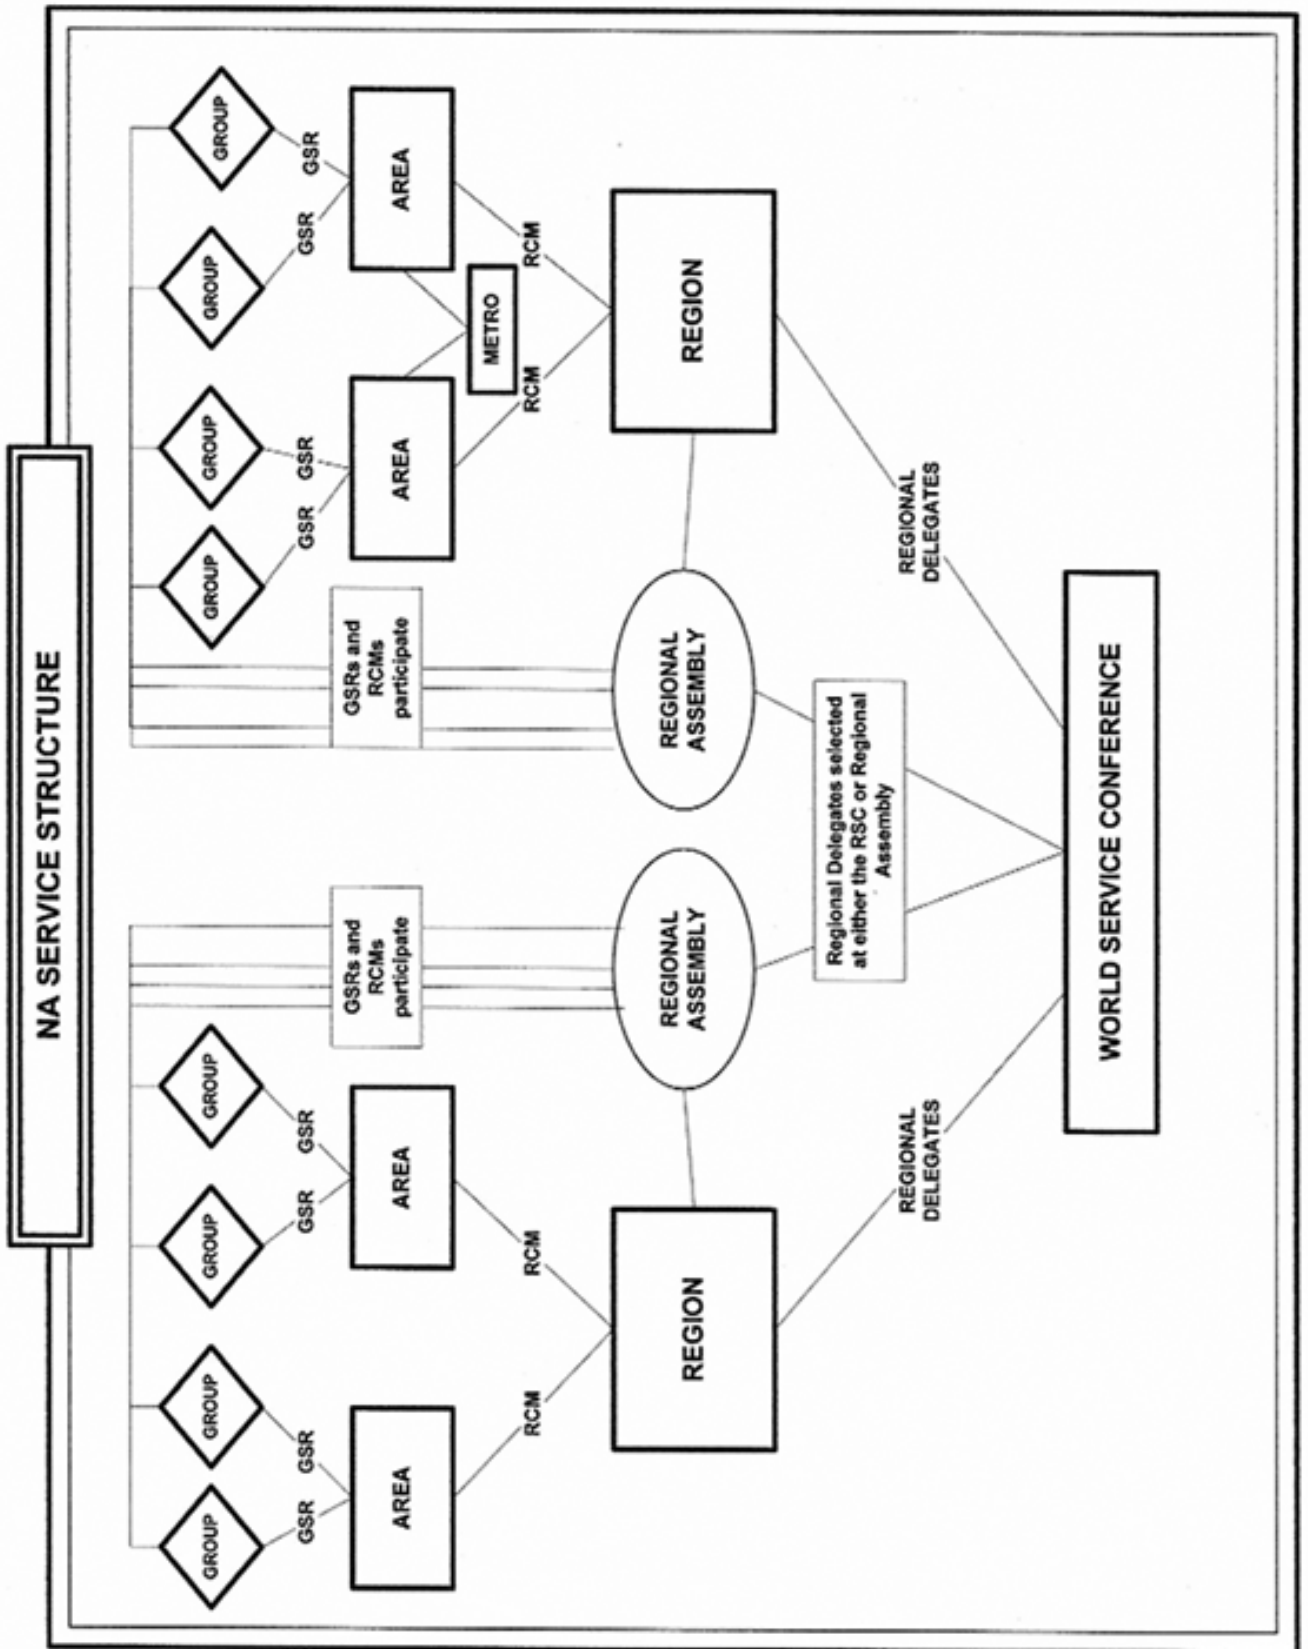 NA SERVICE STRUCTURE
GROUP
GROUP
GROUP
GROUP
GROUP
GROUP
GROUP
GROUP
GSR
GSR
GSR
GSR
GSR
GSR
GSR
GSR
AREA
AREA
GSRs and
RCMs
participate
GSRs and
RCMs
participate
AREA
AREA
METRO
RCM
RCM
RCM
RCM
REGION
REGIONAL
ASSEMBLY
REGIONAL
ASSEMBLY
REGION
Regional Delegates selected
at either the RSC or Regional
Assembly
REGIONAL
DELEGATES
REGIONAL
DELEGATES
WORLD SERVICE CONFERENCE